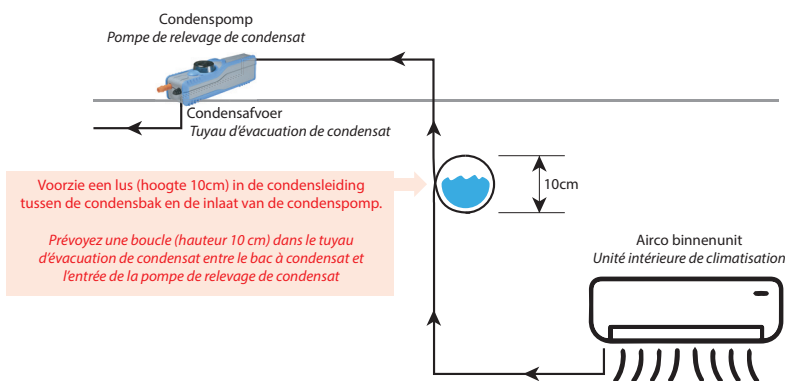 Condenspomp
Pompe de relevage de condensat
Condensafvoer
Tuyau d'évacuation de condensat
Voorzie een lus (hoogte 10cm) in de condensleiding
tussen de condensbak en de inlaat van de condenspomp.
Prévoyez une boucle (hauteur 10 cm) dans le tuyau
d'évacuation de condensat entre le bac à condensat et
l'entrée de la pompe de relevage de condensat
10cm
Airco binnenunit
Unité intérieure de climatisation